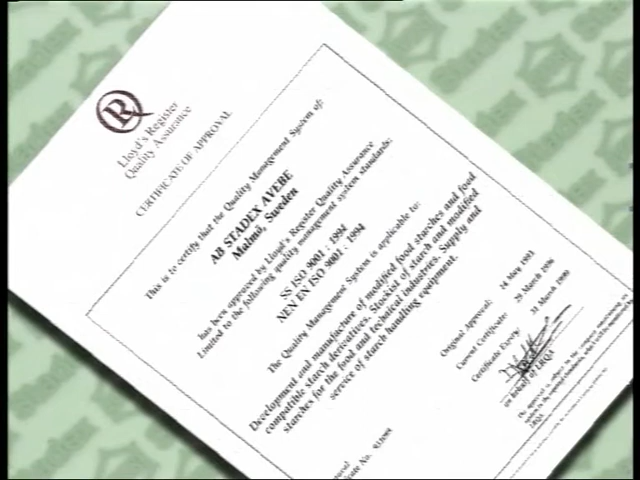 Lloyd's Register
Quality Assurance
CERTIFICATE OF APPROVAL
This is to certify that the Quality Management System of:
AB STADEX AVEBE
Malmö, Sweden
has been approved by Lloyd's Register Quality Assurance
Limited to the following quality management system standards:
SS ISO 9001 : 1994
NEN EN ISO 9001 : 1994
The Quality Management System is applicable to:
Development and manufacture of modified food starches and food
compatible starch derivatives. Stockist of starch and modified
starches for the food and technical industries. Supply and
service of starch handling equipment.
Original Approval: 14 May 1993
Current Certificate: 29 March 1996
Certificate Expiry: 31 March 1999
on behalf of LRQA